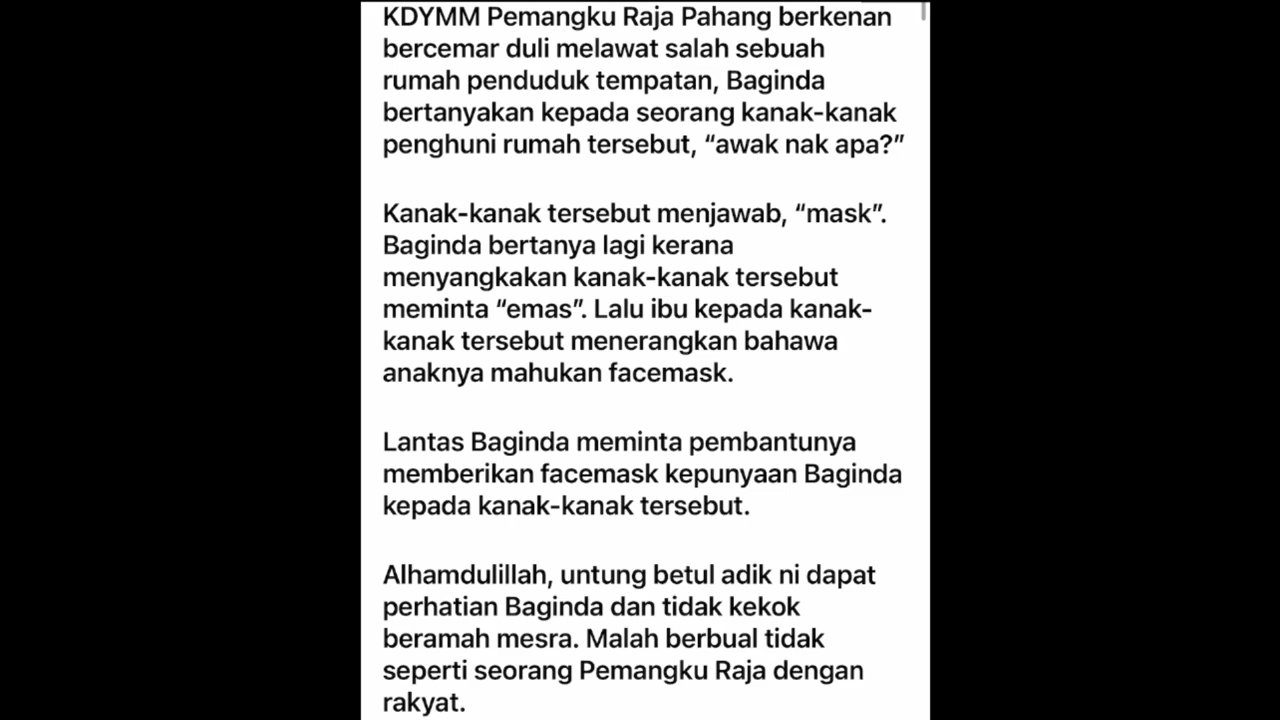 KDYMM Pemangku Raja Pahang berkenan
bercemar duli melawat salah sebuah
rumah penduduk tempatan, Baginda
bertanyakan kepada seorang kanak-kanak
penghuni rumah tersebut, “awak nak apa?”
Kanak-kanak tersebut menjawab, “mask”.
Baginda bertanya lagi kerana
menyangkakan kanak-kanak tersebut
meminta “emas”. Lalu ibu kepada kanak-
kanak tersebut menerangkan bahawa
anaknya mahukan facemask.
Lantas Baginda meminta pembantunya
memberikan facemask kepunyaan Baginda
kepada kanak-kanak tersebut.
Alhamdulillah, untung betul adik ni dapat
perhatian Baginda dan tidak kekok
beramah mesra. Malah berbual tidak
seperti seorang Pemangku Raja dengan
rakyat.